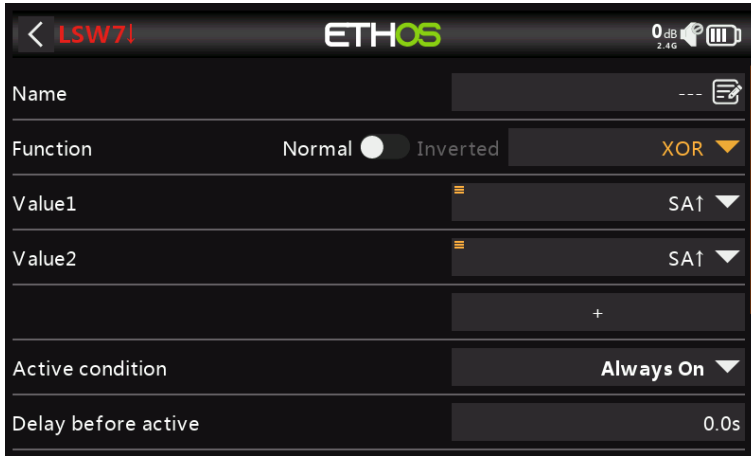 LSW7↓ ETHOS 0dB 2.4G
Name ---
Function Normal Inverted XOR
Value1 SA↑
Value2 SA↑
+
Active condition Always On
Delay before active 0.0s